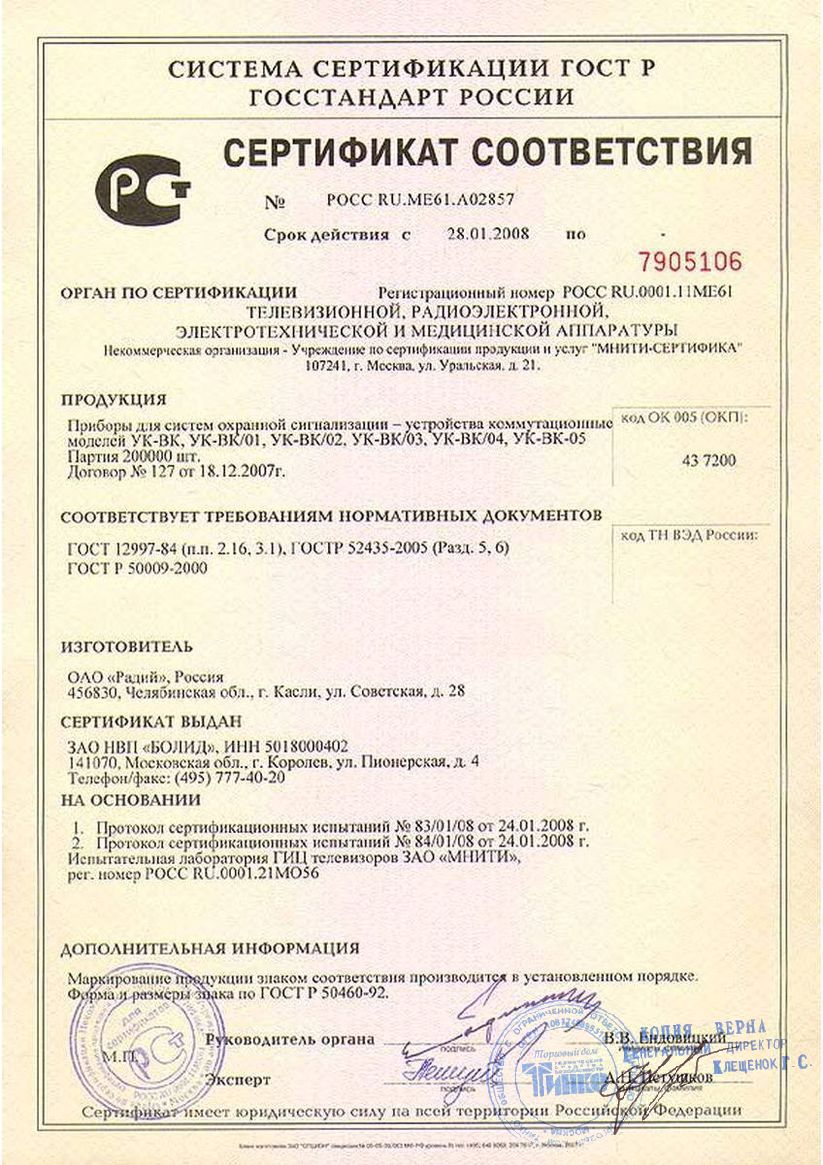 СИСТЕМА СЕРТИФИКАЦИИ ГОСТ Р
ГОССТАНДАРТ РОССИИ
РСТ
СЕРТИФИКАТ СООТВЕТСТВИЯ
№ РОСС RU.МЕ61.А02857
Срок действия с 28.01.2008 по -
7905106
ОРГАН ПО СЕРТИФИКАЦИИ Регистрационный номер РОСС RU.0001.11МЕ61
ТЕЛЕВИЗИОННОЙ, РАДИОЭЛЕКТРОННОЙ,
ЭЛЕКТРОТЕХНИЧЕСКОЙ И МЕДИЦИНСКОЙ АППАРАТУРЫ
Некоммерческая организация - Учреждение по сертификации продукции и услуг "МНИТИ-СЕРТИФИКА"
107241, г. Москва, ул. Уральская, д. 21.
ПРОДУКЦИЯ
Приборы для систем охранной сигнализации – устройства коммутационные
моделей УК-ВК, УК-ВК/01, УК-ВК/02, УК-ВК/03, УК-ВК/04, УК-ВК-05
Партия 200000 шт.
Договор № 127 от 18.12.2007г.
код ОК 005 (ОКП):
43 7200
СООТВЕТСТВУЕТ ТРЕБОВАНИЯМ НОРМАТИВНЫХ ДОКУМЕНТОВ
ГОСТ 12997-84 (п.п. 2.16, 3.1), ГОСТР 52435-2005 (Разд. 5, 6)
ГОСТ Р 50009-2000
код ТН ВЭД России:
ИЗГОТОВИТЕЛЬ
ОАО «Радий», Россия
456830, Челябинская обл., г. Касли, ул. Советская, д. 28
СЕРТИФИКАТ ВЫДАН
ЗАО НВП «БОЛИД», ИНН 5018000402
141070, Московская обл., г. Королев, ул. Пионерская, д. 4
Телефон/факс: (495) 777-40-20
НА ОСНОВАНИИ
1. Протокол сертификационных испытаний № 83/01/08 от 24.01.2008 г.
2. Протокол сертификационных испытаний № 84/01/08 от 24.01.2008 г.
Испытательная лаборатория ГИЦ телевизоров ЗАО «МНИТИ»,
рег. номер РОСС RU.0001.21МО56
ДОПОЛНИТЕЛЬНАЯ ИНФОРМАЦИЯ
Маркирование продукции знаком соответствия производится в установленном порядке.
Форма и размеры знака по ГОСТ Р 50460-92.
Для сертификатов
РСТ
М.П.
Руководитель органа
подпись
В.В. Ендовицкий
Эксперт
подпись
А.П. Петушков
Торговый дом
Тинко
МОСКВА
КОПИЯ ВЕРНА
ГЕНЕРАЛЬНЫЙ ДИРЕКТОР
КЛЕЩЕНОК Г.С.
Сертификат имеет юридическую силу на всей территории Российской Федерации